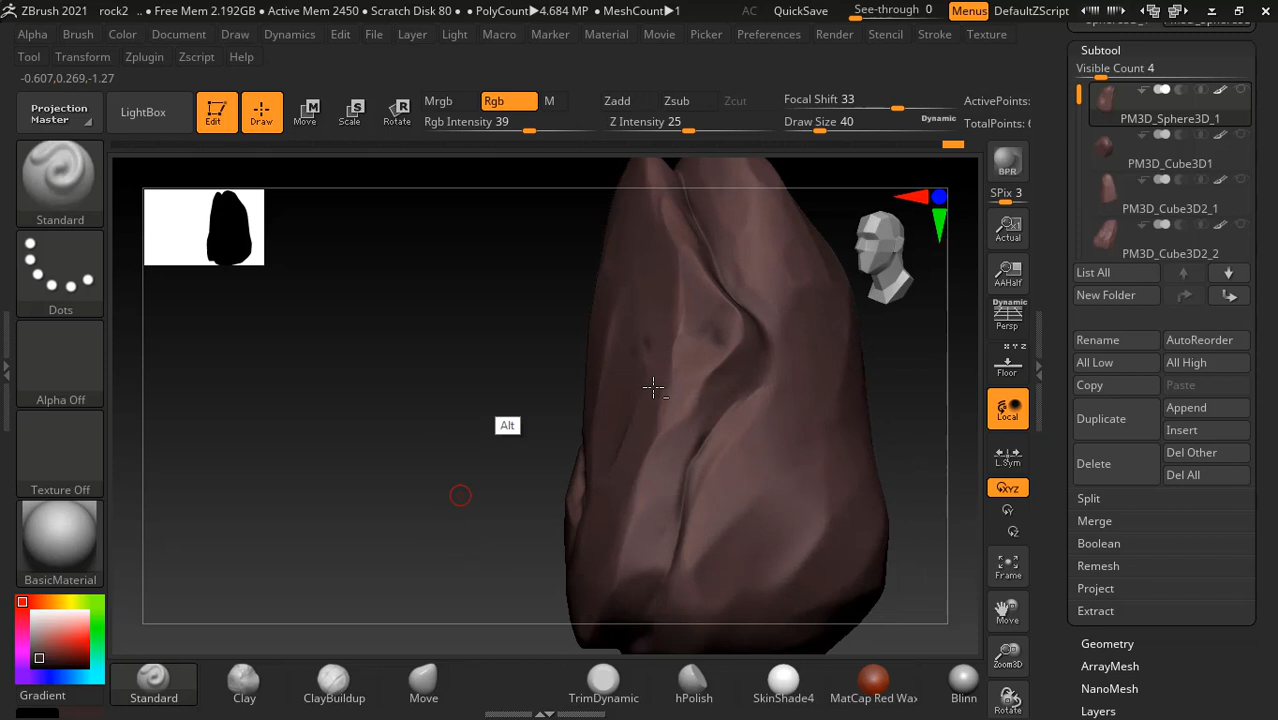 ZBrush 2021 rock2 • Free Mem 2.192GB • Active Mem 2450 • Scratch Disk 80 • PolyCount▶4.684 MP • MeshCount▶1 AC QuickSave See-through 0 Menus DefaultZScript
Alpha Brush Color Document Draw Dynamics Edit File Layer Light Macro Marker Material Movie Picker Preferences Render Stencil Stroke Texture
Tool Transform Zplugin Zscript Help
-0.607,0.269,-1.27
Projection
Master
LightBox
Edit
Draw
Move
Scale
Rotate
Mrgb Rgb M
Rgb Intensity 39
Zadd Zsub Zcut
Z Intensity 25
Focal Shift 33
Draw Size 40
Dynamic
ActivePoints:
TotalPoints: 6
Standard
Dots
Alpha Off
Texture Off
BasicMaterial
Gradient
Alt
BPR
SPix 3
Actual
AAHalf
Dynamic
Persp
X Y Z
Floor
Local
L.Sym
XYZ
Y
Z
Frame
Move
Zoom3D
Rotate
Subtool
Visible Count 4
PM3D_Sphere3D_1
PM3D_Cube3D1
PM3D_Cube3D2_1
PM3D_Cube3D2_2
List All
New Folder
Rename AutoReorder
All Low All High
Copy Paste
Duplicate Append
Insert
Delete Del Other
Del All
Split
Merge
Boolean
Remesh
Project
Extract
Geometry
ArrayMesh
NanoMesh
Layers
Standard Clay ClayBuildup Move TrimDynamic hPolish SkinShade4 MatCap Red Wa Blinn